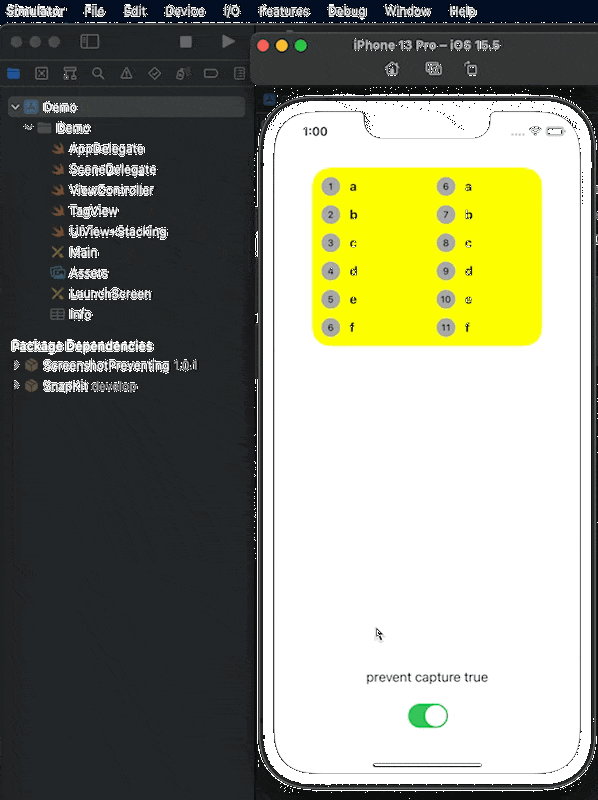 Simulator File Edit Device I/O Features Debug Window Help
iPhone 13 Pro – iOS 15.5
Demo
Demo
AppDelegate
SceneDelegate
ViewController
TagView
UIView+Stacking
Main
Assets
LaunchScreen
Info
Package Dependencies
ScreenshotPreventing 1.0.1
SnapKit develop
1:00
1 a 6 a
2 b 7 b
3 c 8 c
4 d 9 d
5 e 10 e
6 f 11 f
prevent capture true